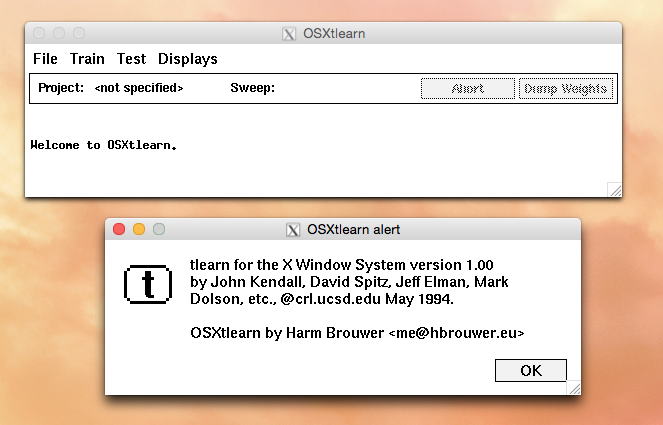 OSXtlearn
File Train Test Displays
Project: <not specified> Sweep: Abort Dump Weights
Welcome to OSXtlearn.
OSXtlearn alert
t
tlearn for the X Window System version 1.00
by John Kendall, David Spitz, Jeff Elman, Mark
Dolson, etc., @crl.ucsd.edu May 1994.
OSXtlearn by Harm Brouwer <me@hbrouwer.eu>
OK